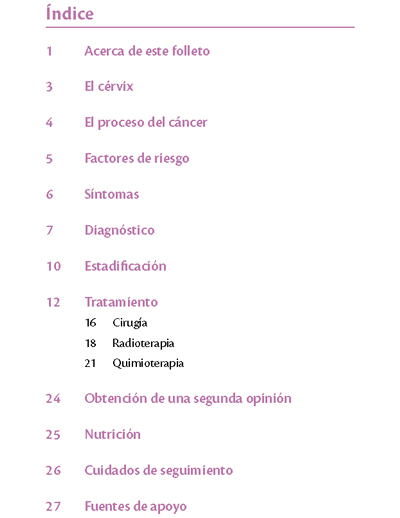 Índice
1 Acerca de este folleto
3 El cérvix
4 El proceso del cáncer
5 Factores de riesgo
6 Síntomas
7 Diagnóstico
10 Estadificación
12 Tratamiento
16 Cirugía
18 Radioterapia
21 Quimioterapia
24 Obtención de una segunda opinión
25 Nutrición
26 Cuidados de seguimiento
27 Fuentes de apoyo